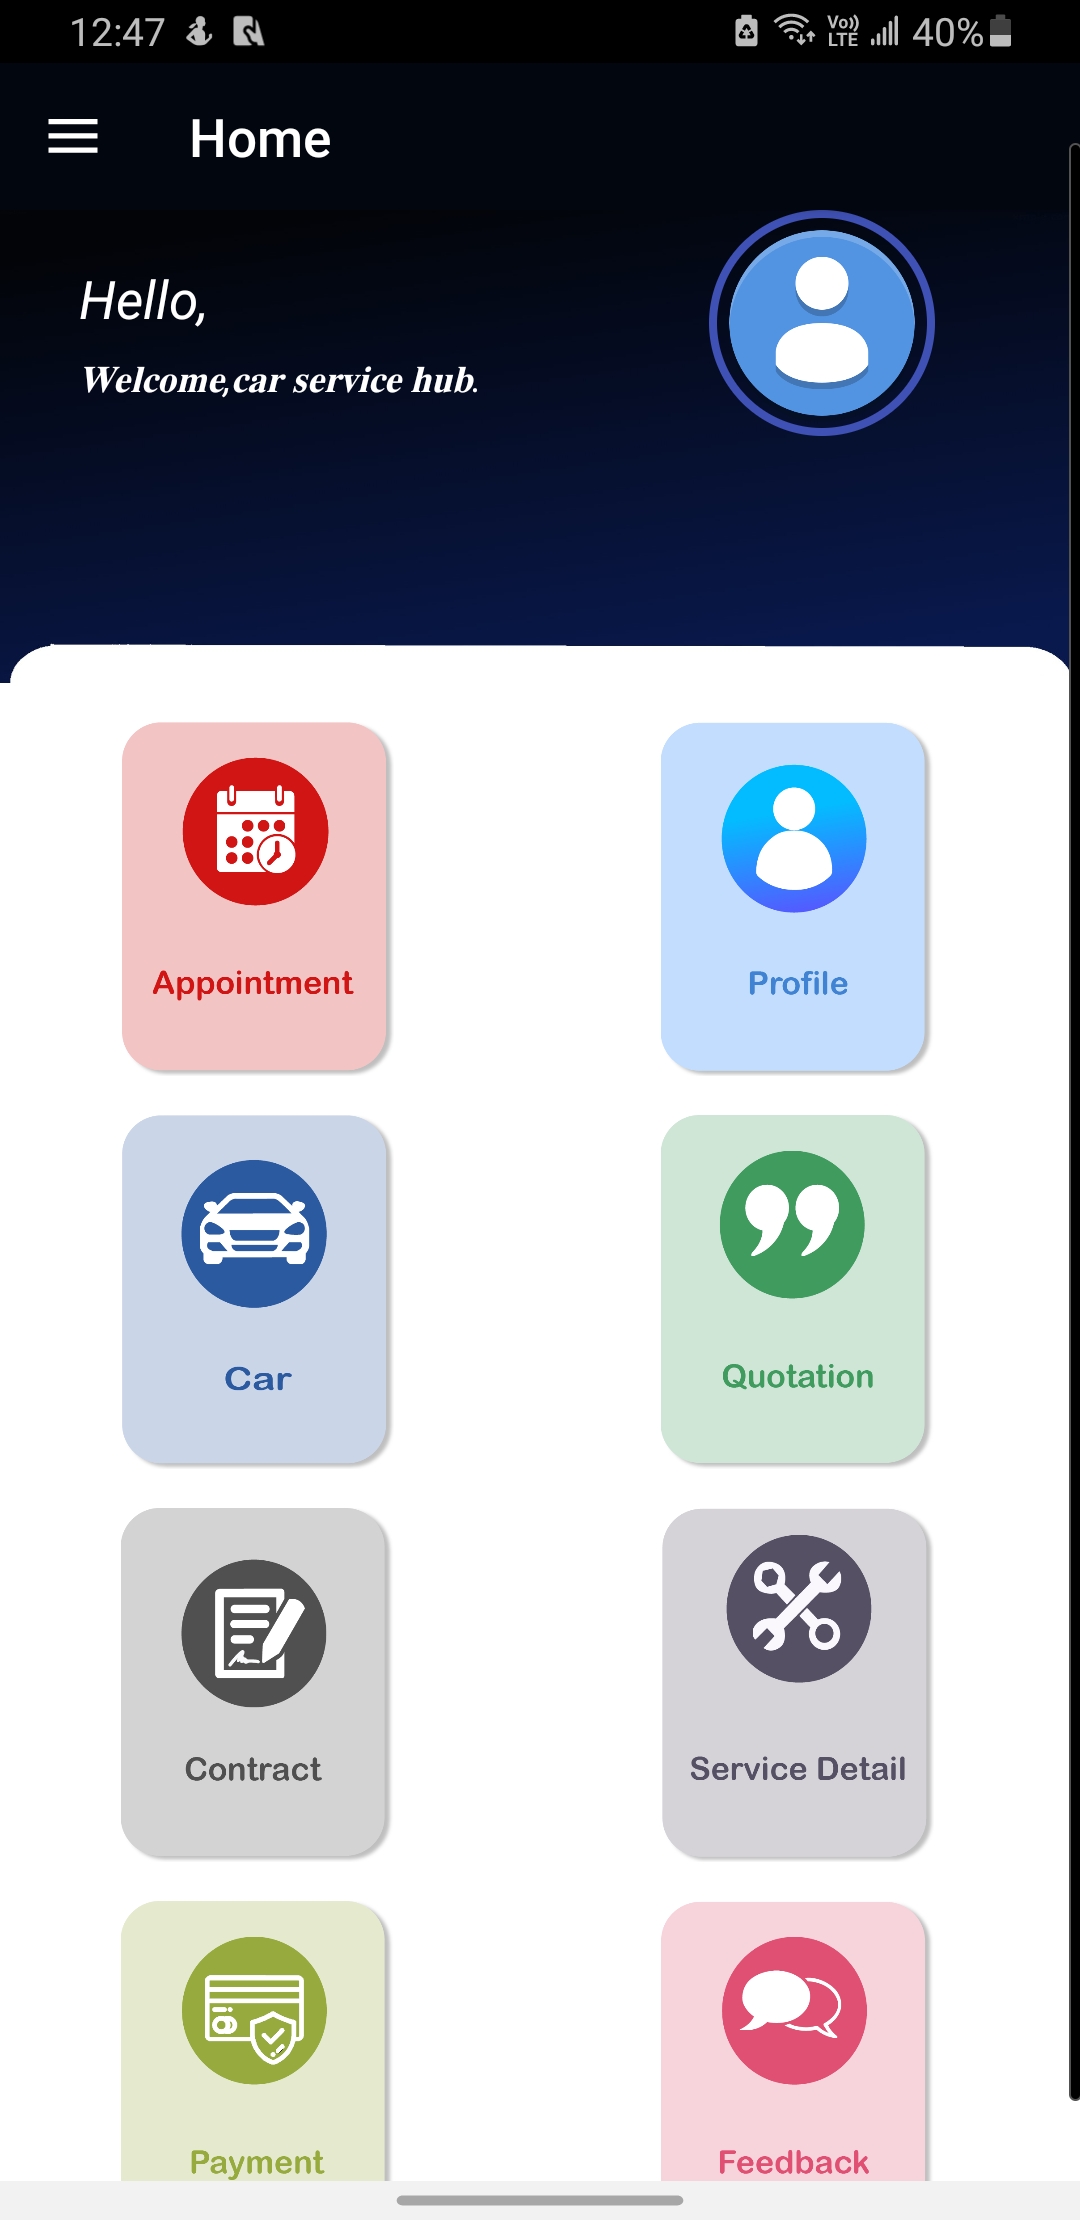 12:47 Vo)) LTE 40%
Home
Hello,
Welcome,car service hub.
Appointment Profile
Car Quotation
Contract Service Detail
Payment Feedback